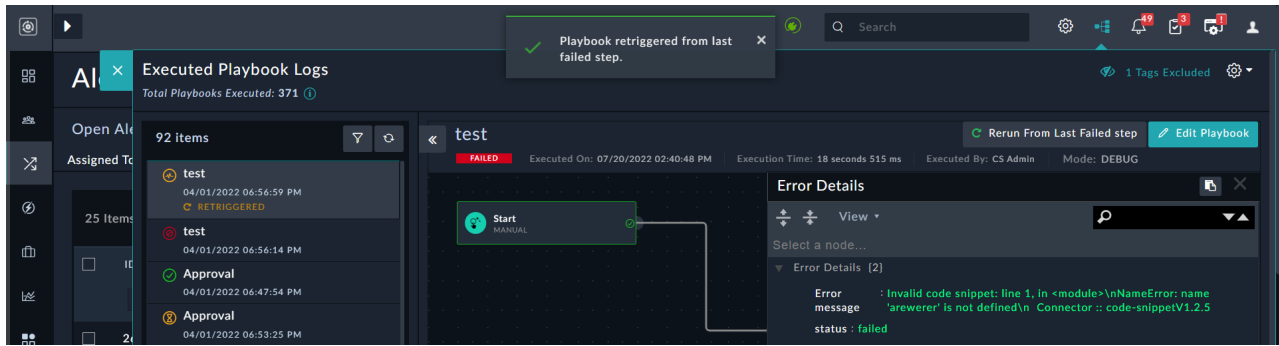 Playbook retriggered from last
failed step.
Search
49
3
!
Al
Executed Playbook Logs
Total Playbooks Executed: 371
1 Tags Excluded
Open Ale
Assigned To
25 Items
ID
92 items
test
04/01/2022 06:56:59 PM
RETRIGGERED
test
04/01/2022 06:56:14 PM
Approval
04/01/2022 06:47:54 PM
Approval
04/01/2022 06:53:25 PM
test
Rerun From Last Failed step
Edit Playbook
FAILED
Executed On: 07/20/2022 02:40:48 PM
Execution Time: 18 seconds 515 ms
Executed By: CS Admin
Mode: DEBUG
Start
MANUAL
Error Details
View
Select a node...
Error Details {2}
Error message : Invalid code snippet: line 1, in <module>\nNameError: name
'arewerer' is not defined\n Connector :: code-snippetV1.2.5
status : failed